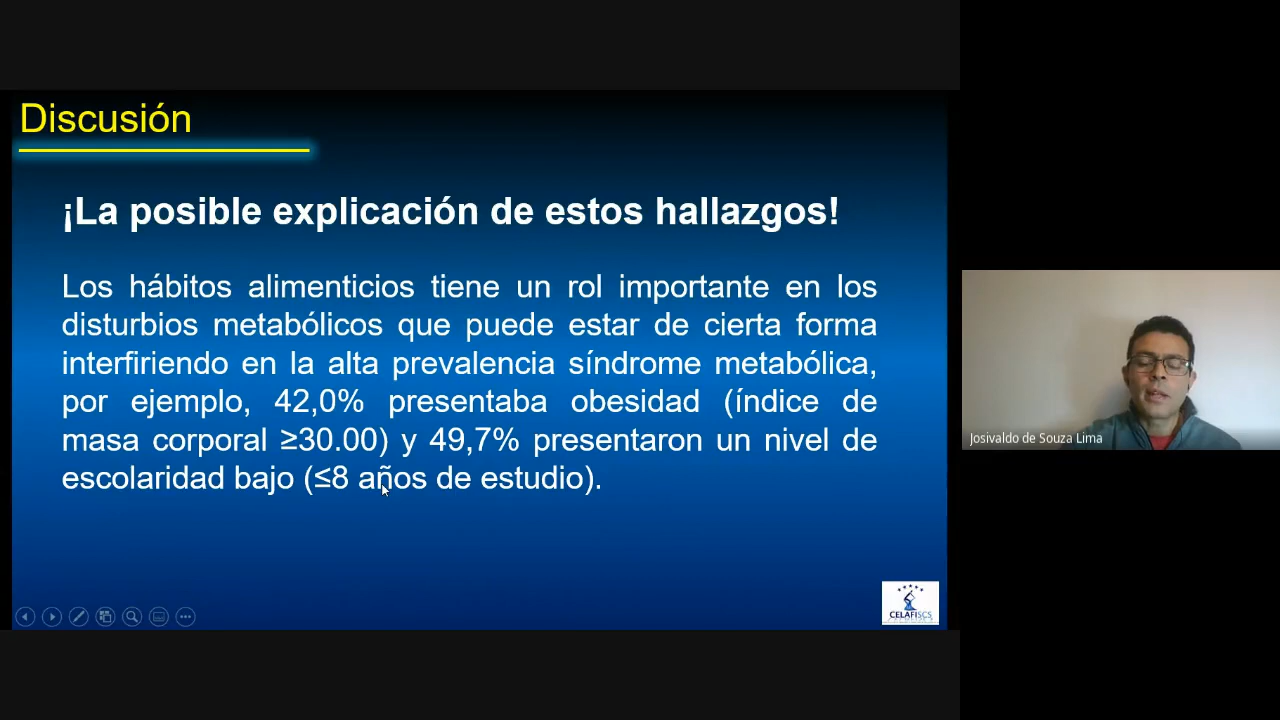 Discusión
¡La posible explicación de estos hallazgos!
Los hábitos alimenticios tiene un rol importante en los
disturbios metabólicos que puede estar de cierta forma
interfiriendo en la alta prevalencia síndrome metabólica,
por ejemplo, 42,0% presentaba obesidad (índice de
masa corporal ≥30.00) y 49,7% presentaron un nivel de
escolaridad bajo (≤8 años de estudio).
Josivaldo de Souza Lima
CELAFISCS